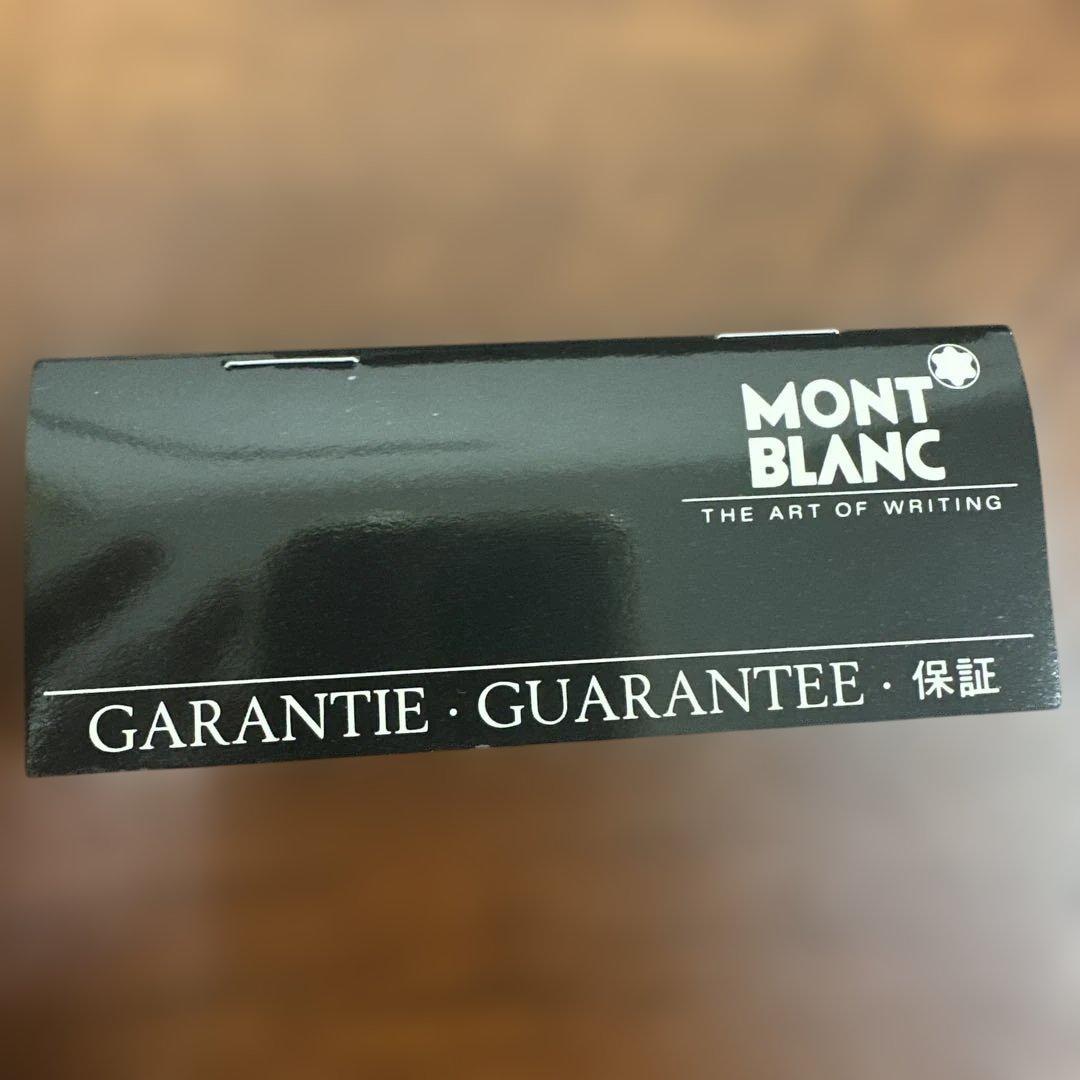 MONT
BLANC
THE ART OF WRITING
GARANTIE · GUARANTEE · 保証